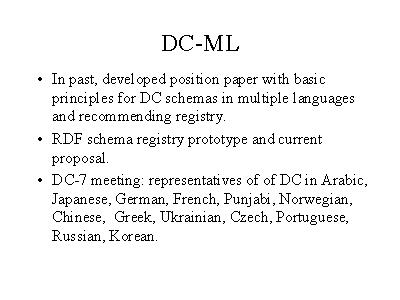 DC-ML
• In past, developed position paper with basic
principles for DC schemas in multiple languages
and recommending registry.
• RDF schema registry prototype and current
proposal.
• DC-7 meeting: representatives of of DC in Arabic,
Japanese, German, French, Punjabi, Norwegian,
Chinese, Greek, Ukrainian, Czech, Portuguese,
Russian, Korean.